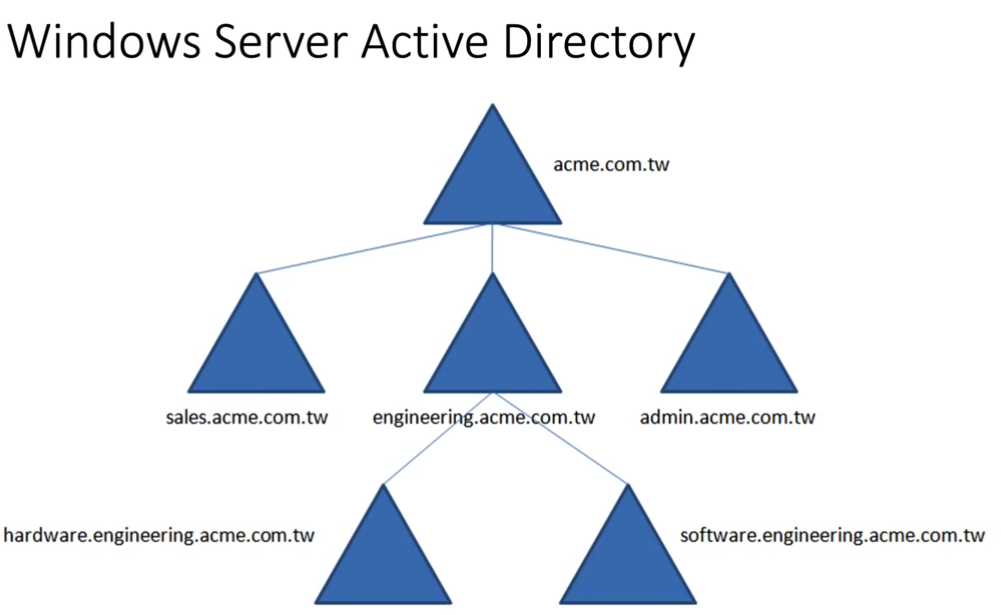 Windows Server Active Directory
acme.com.tw
sales.acme.com.tw
engineering.acme.com.tw
admin.acme.com.tw
hardware.engineering.acme.com.tw
software.engineering.acme.com.tw